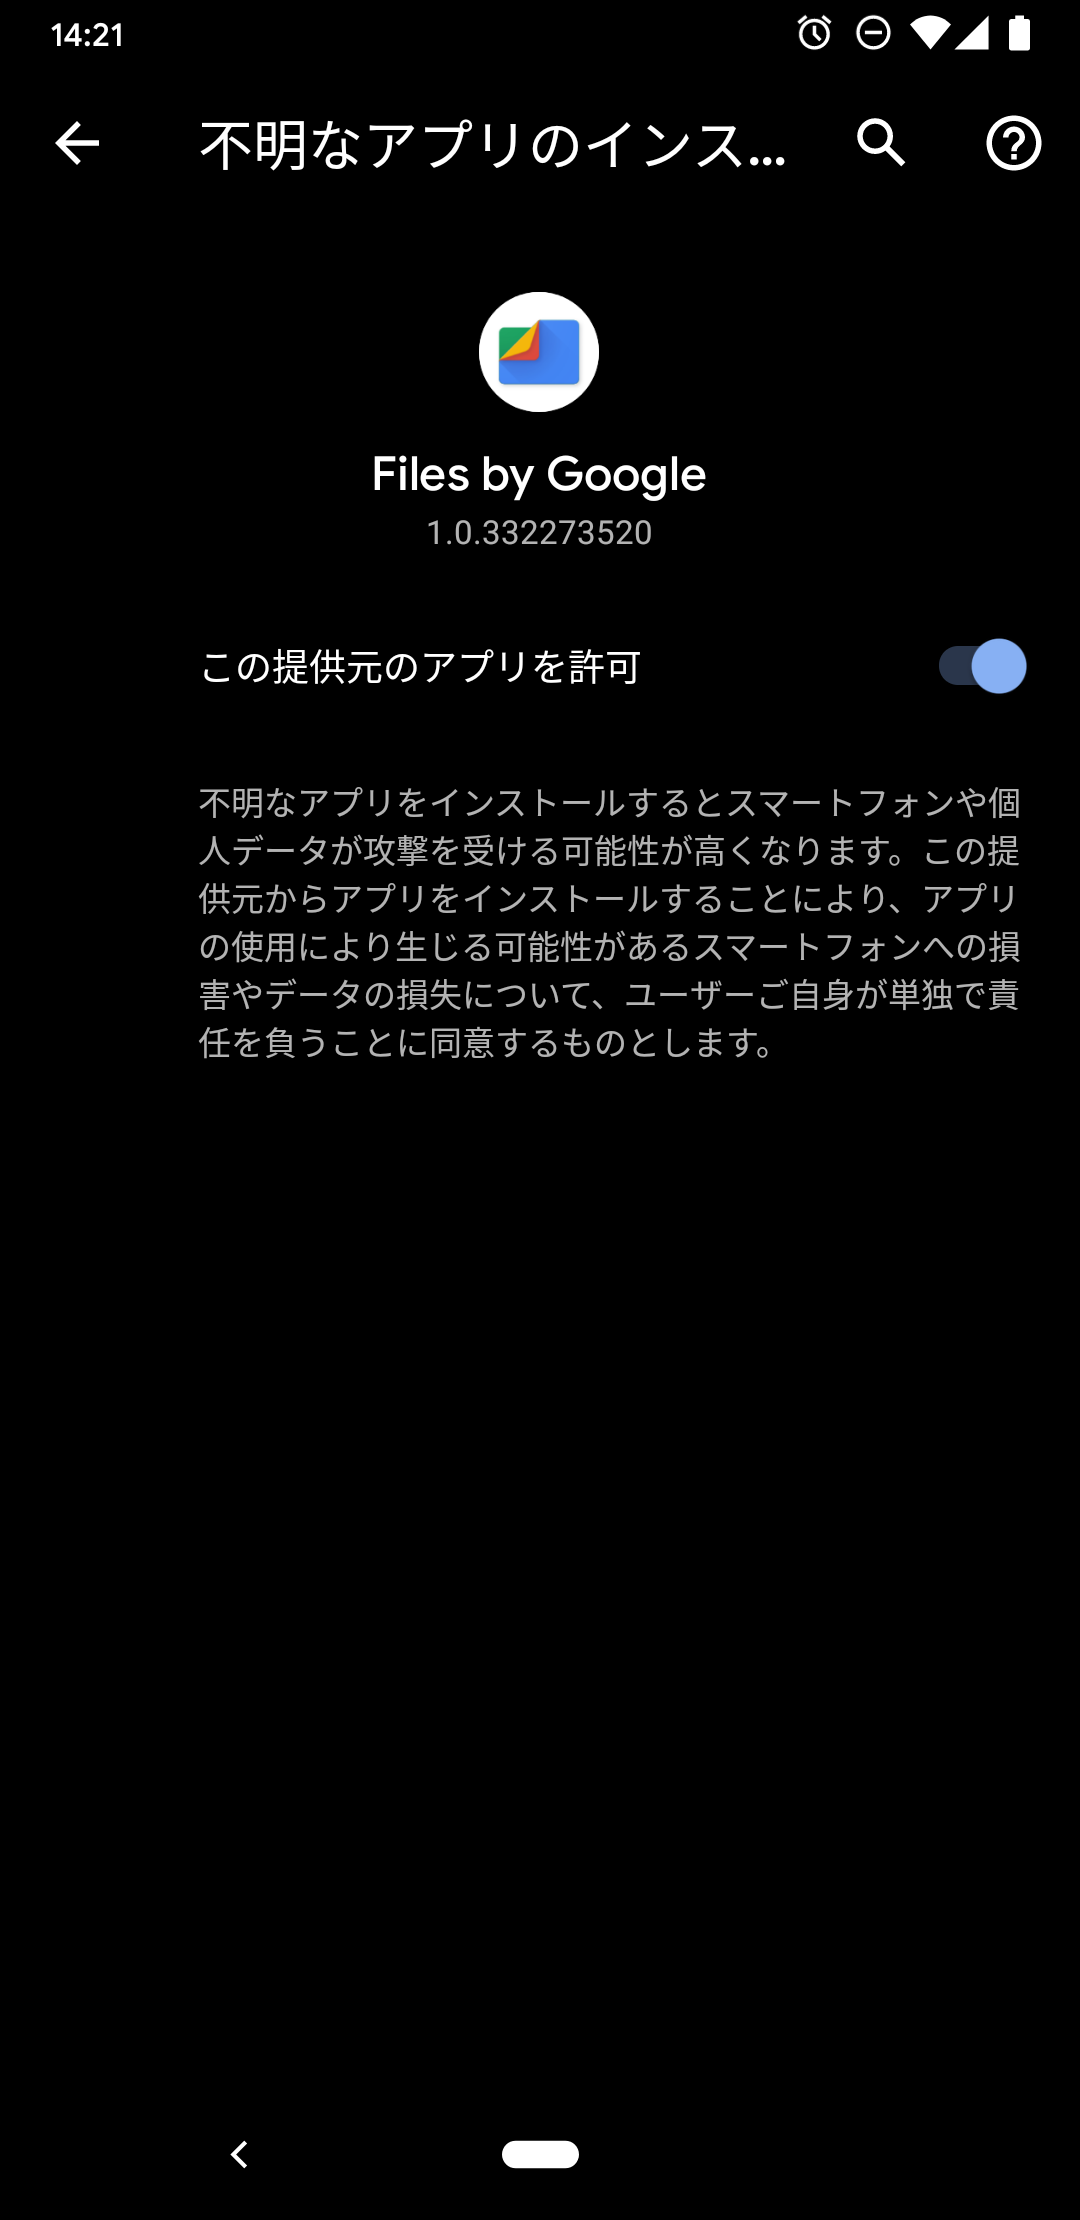 14:21
不明なアプリのインス...
Files by Google
1.0.332273520
この提供元のアプリを許可
不明なアプリをインストールするとスマートフォンや個
人データが攻撃を受ける可能性が高くなります。この提
供元からアプリをインストールすることにより、アプリ
の使用により生じる可能性があるスマートフォンへの損
害やデータの損失について、ユーザーご自身が単独で責
任を負うことに同意するものとします。